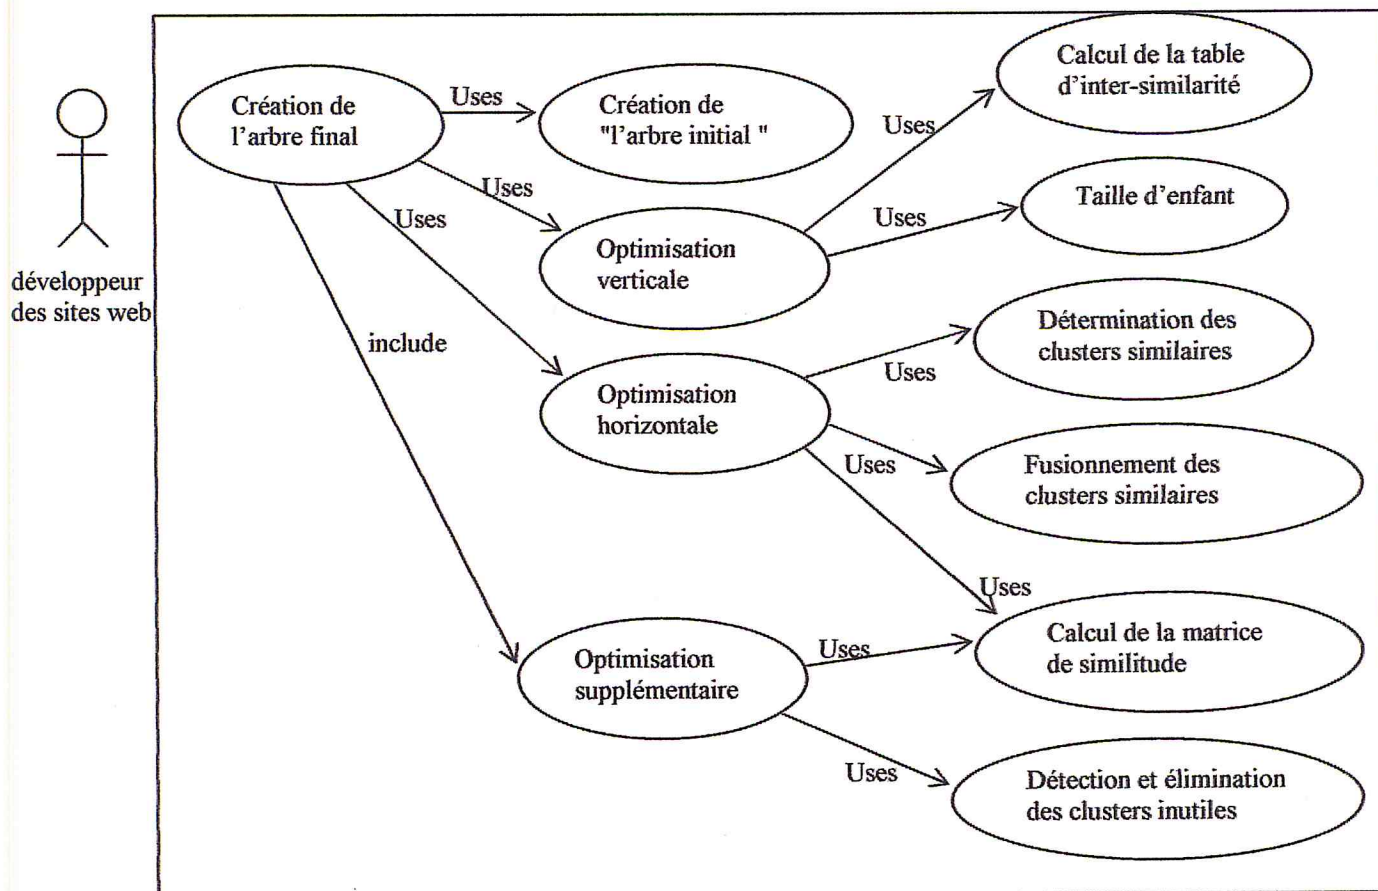 Création de
l'arbre final
Uses
Création de
"l'arbre initial "
Calcul de la table
d'inter-similarité
Uses
Uses
Taille d'enfant
Uses
Uses
Optimisation
verticale
développeur
des sites web
include
Détermination des
clusters similaires
Uses
Optimisation
horizontale
Uses
Fusionnement des
clusters similaires
Uses
Calcul de la matrice
de similitude
Uses
Optimisation
supplémentaire
Uses
Détection et élimination
des clusters inutiles